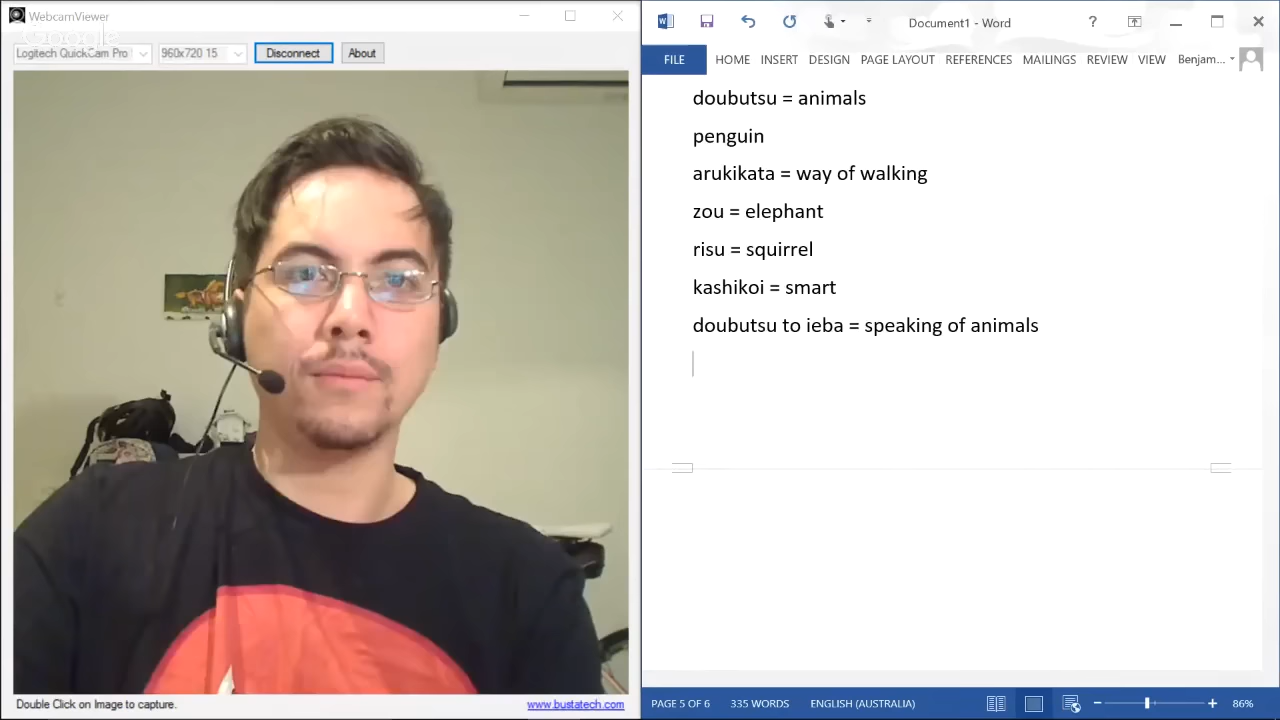 WebcamViewer
Google
Logitech QuickCam Pro
960x720 15
Disconnect
About
Double Click on Image to capture.
www.bustatech.com
Document1 - Word
?
FILE
HOME
INSERT
DESIGN
PAGE LAYOUT
REFERENCES
MAILINGS
REVIEW
VIEW
Benjam...
doubutsu = animals
penguin
arukikata = way of walking
zou = elephant
risu = squirrel
kashikoi = smart
doubutsu to ieba = speaking of animals
PAGE 5 OF 6
335 WORDS
ENGLISH (AUSTRALIA)
86%